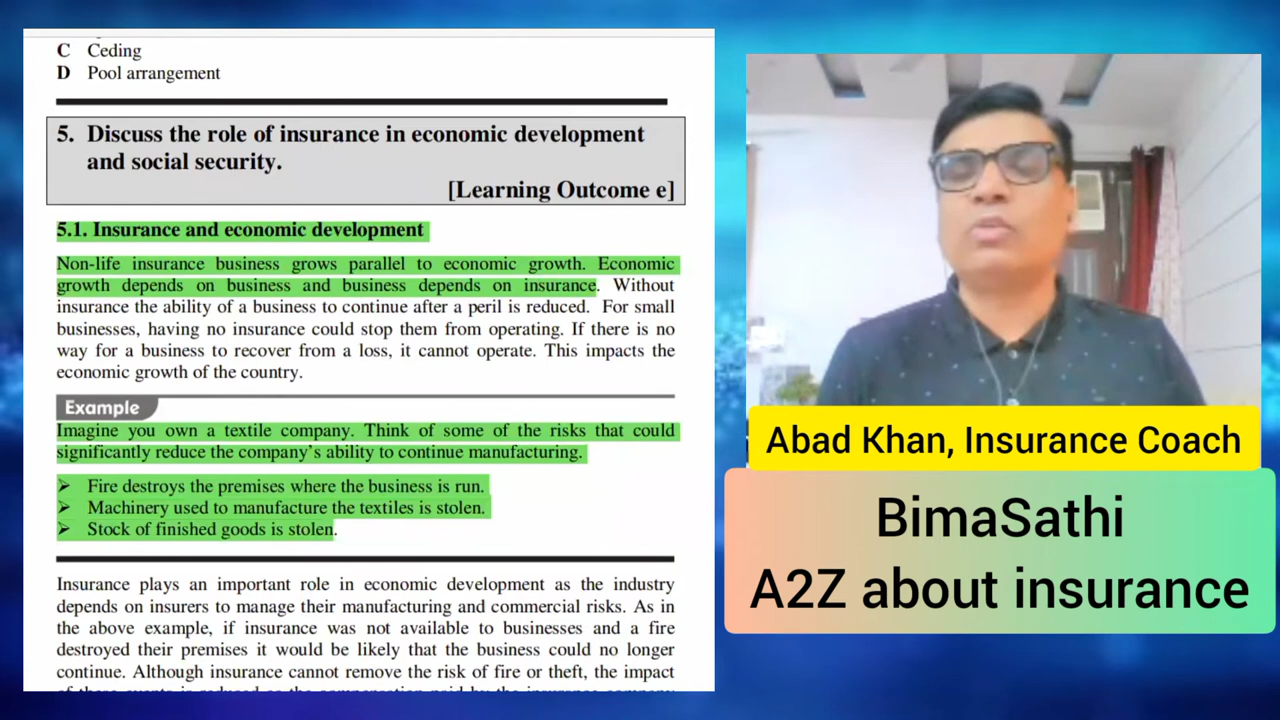 C Ceding
D Pool arrangement
5. Discuss the role of insurance in economic development
and social security.
[Learning Outcome e]
5.1. Insurance and economic development
Non-life insurance business grows parallel to economic growth. Economic
growth depends on business and business depends on insurance. Without
insurance the ability of a business to continue after a peril is reduced. For small
businesses, having no insurance could stop them from operating. If there is no
way for a business to recover from a loss, it cannot operate. This impacts the
economic growth of the country.
Example
Imagine you own a textile company. Think of some of the risks that could
significantly reduce the company's ability to continue manufacturing.
➢ Fire destroys the premises where the business is run.
➢ Machinery used to manufacture the textiles is stolen.
➢ Stock of finished goods is stolen.
Insurance plays an important role in economic development as the industry
depends on insurers to manage their manufacturing and commercial risks. As in
the above example, if insurance was not available to businesses and a fire
destroyed their premises it would be likely that the business could no longer
continue. Although insurance cannot remove the risk of fire or theft, the impact
Abad Khan, Insurance Coach
BimaSathi
A2Z about insurance